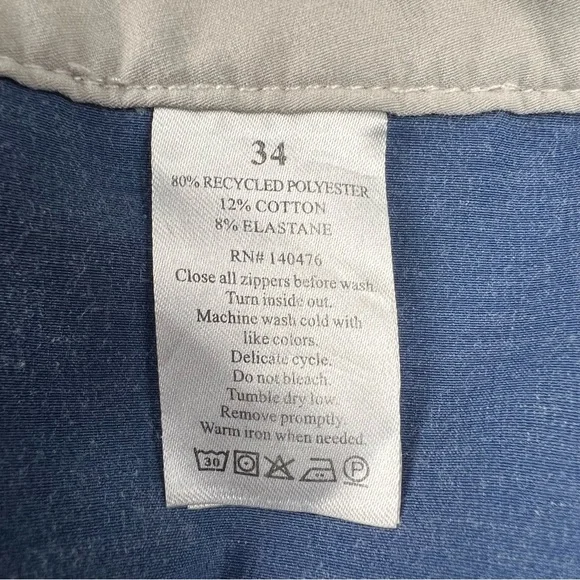 34
80% RECYCLED POLYESTER
12% COTTON
8% ELASTANE
RN# 140476
Close all zippers before wash.
Turn inside out.
Machine wash cold with
like colors.
Delicate cycle.
Do not bleach.
Tumble dry low.
Remove promptly.
Warm iron when needed.
30 P